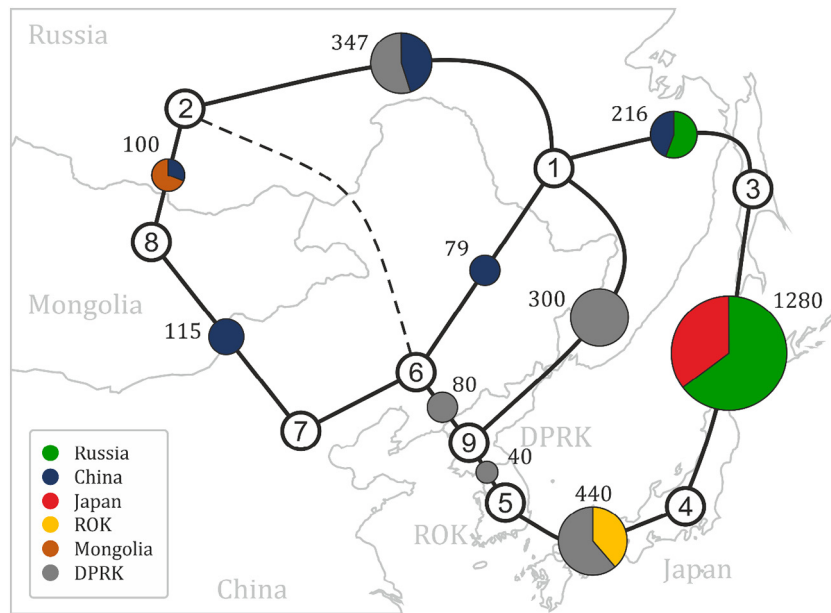 Russia
347
2
100
216
1
3
8
79
Mongolia
300
1280
115
6
80
7
9
DPRK
40
5
440
4
ROK
China
Japan
Russia
China
Japan
ROK
Mongolia
DPRK